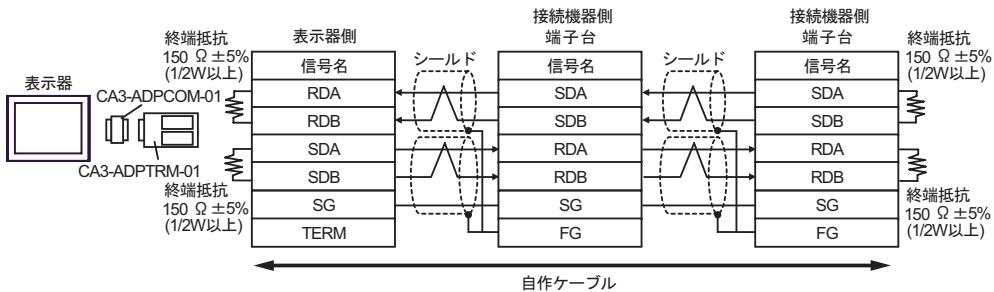 表示器
CA3-ADPCOM-01
CA3-ADPTRM-01
終端抵抗
150 Ω ±5%
(1/2W以上)
終端抵抗
150 Ω ±5%
(1/2W以上)
表示器側
信号名
RDA
RDB
SDA
SDB
SG
TERM
シールド
接続機器側
端子台
信号名
SDA
SDB
RDA
RDB
SG
FG
シールド
接続機器側
端子台
信号名
SDA
SDB
RDA
RDB
SG
FG
終端抵抗
150 Ω ±5%
(1/2W以上)
終端抵抗
150 Ω ±5%
(1/2W以上)
自作ケーブル